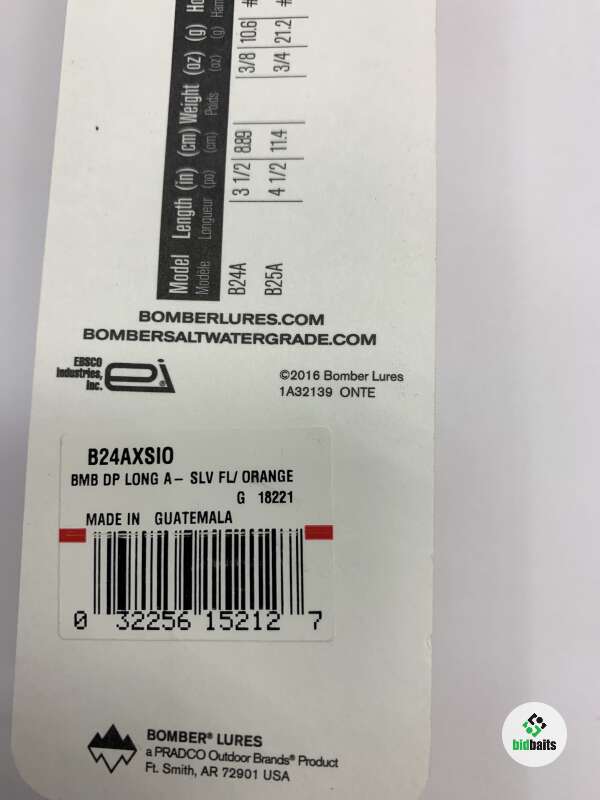 Model Length (in) (cm) Weight (oz) (g)
Modèle Longueur (po) (cm) Poids (oz) (g)
B24A 3 1/2 8.89 3/8 10.6
B25A 4 1/2 11.4 3/4 21.2
BOMBERLURES.COM
BOMBERSALTWATERGRADE.COM
EBSCO
Industries,
Inc.
ei
©2016 Bomber Lures
1A32139 ONTE
B24AXSIO
BMB DP LONG A- SLV FL/ ORANGE
G 18221
MADE IN GUATEMALA
0 32256 15212 7
BOMBER® LURES
a PRADCO Outdoor Brands® Product
Ft. Smith, AR 72901 USA
bidbaits